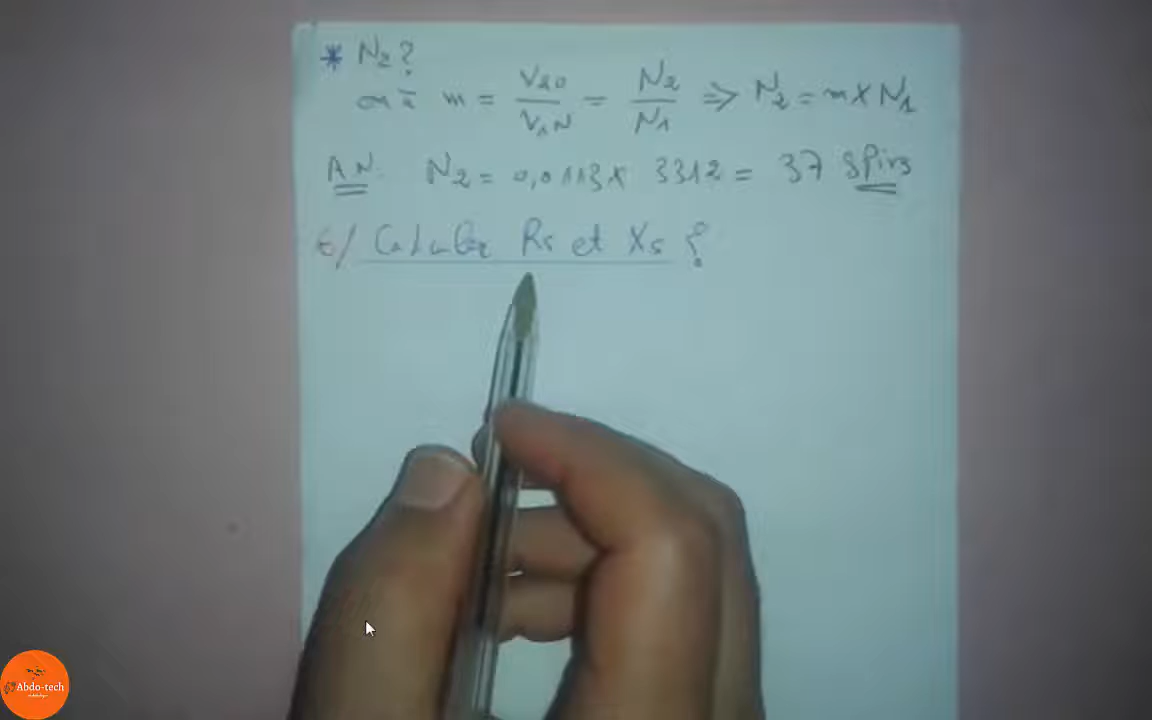 * N2?
on a m = V20/V1N = N2/N1 => N2 = m X N1
A.N: N2 = 0,0113 X 3312 = 37 Spirs
6/ Calculer Rs et Xs ?
Abdo-tech